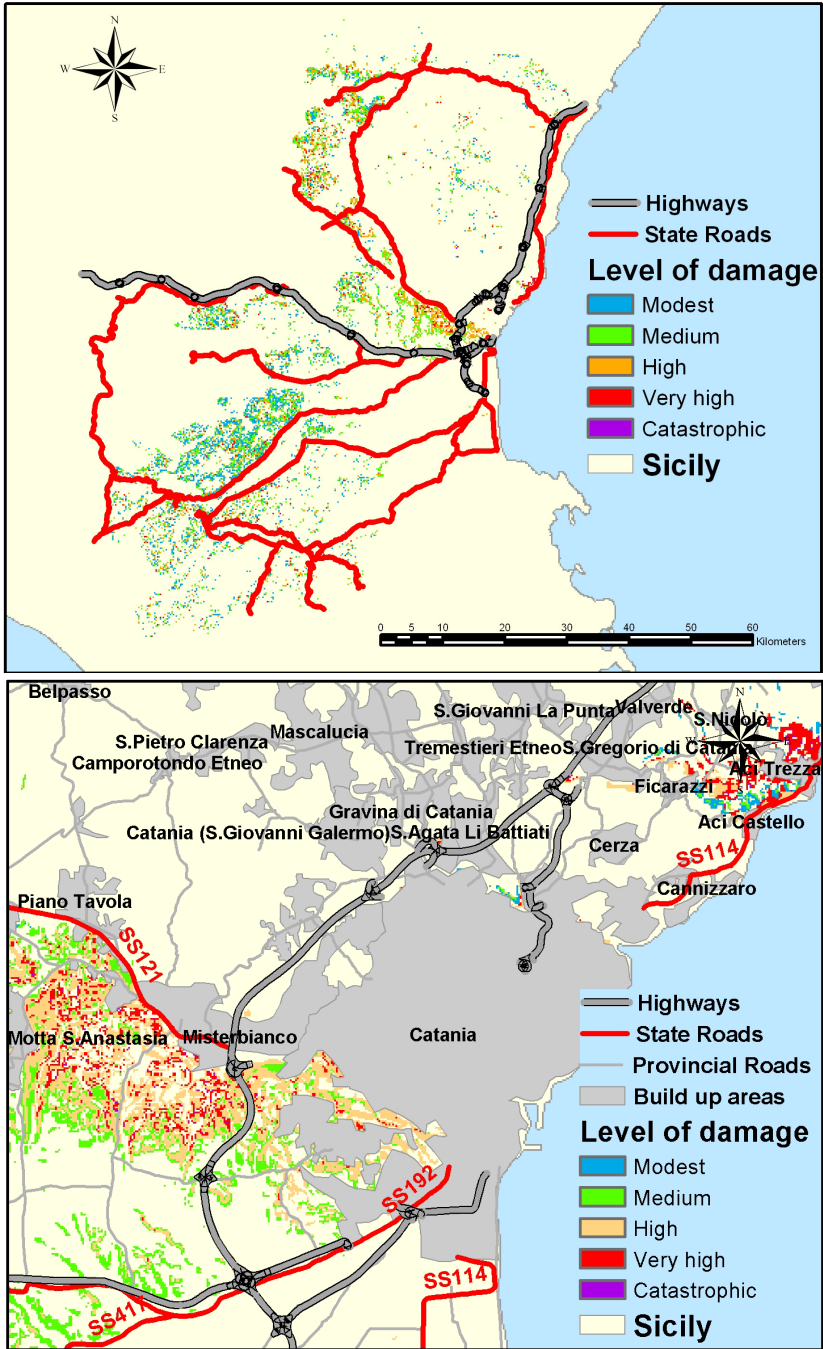 N
W
E
S
Highways
State Roads
Level of damage
Modest
Medium
High
Very high
Catastrophic
Sicily
0 5 10 20 30 40 50 60
Kilometers
Belpasso
S.Giovanni La Punta
Valverde
N
S.Nicolo
Mascalucia
S.Pietro Clarenza
Tremestieri Etneo
S.Gregorio di Catania
W
Camporotondo Etneo
Aci Trezza
Ficarazzi
S
Gravina di Catania
Aci Castello
Catania (S.Giovanni Galermo)
S.Agata Li Battiati
Cerza
SS114
Cannizzaro
Piano Tavola
SS121
Motta S.Anastasia
Misterbianco
Catania
Highways
State Roads
Provincial Roads
Build up areas
Level of damage
Modest
Medium
High
Very high
Catastrophic
Sicily
SS192
SS114
SS417